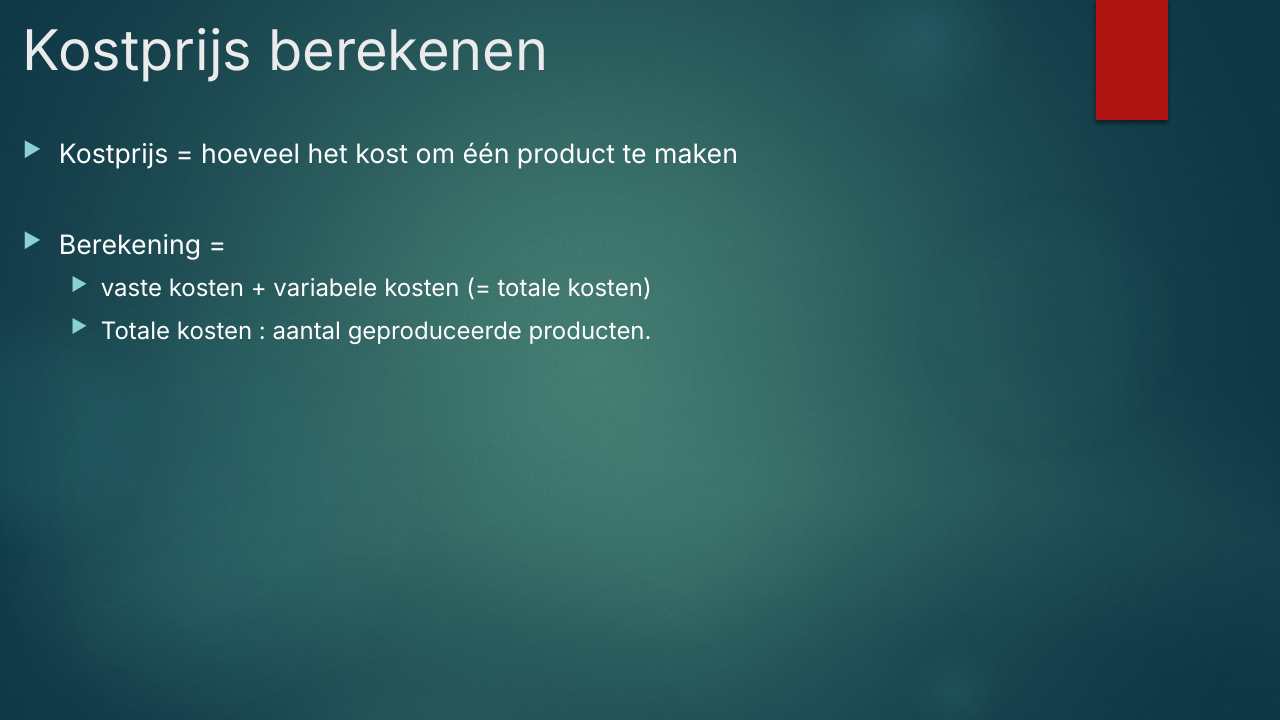 Kostprijs berekenen
Kostprijs = hoeveel het kost om één product te maken
Berekening =
vaste kosten + variabele kosten (= totale kosten)
Totale kosten : aantal geproduceerde producten.